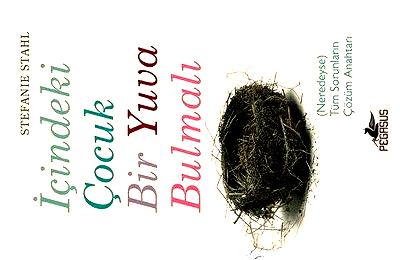 STEFANIE STAHL
İçindeki
Çocuk
Bir Yuva
Bulmalı
(Neredeyse)
Tüm Sorunların
Çözüm Anahtarı
PEGASUS